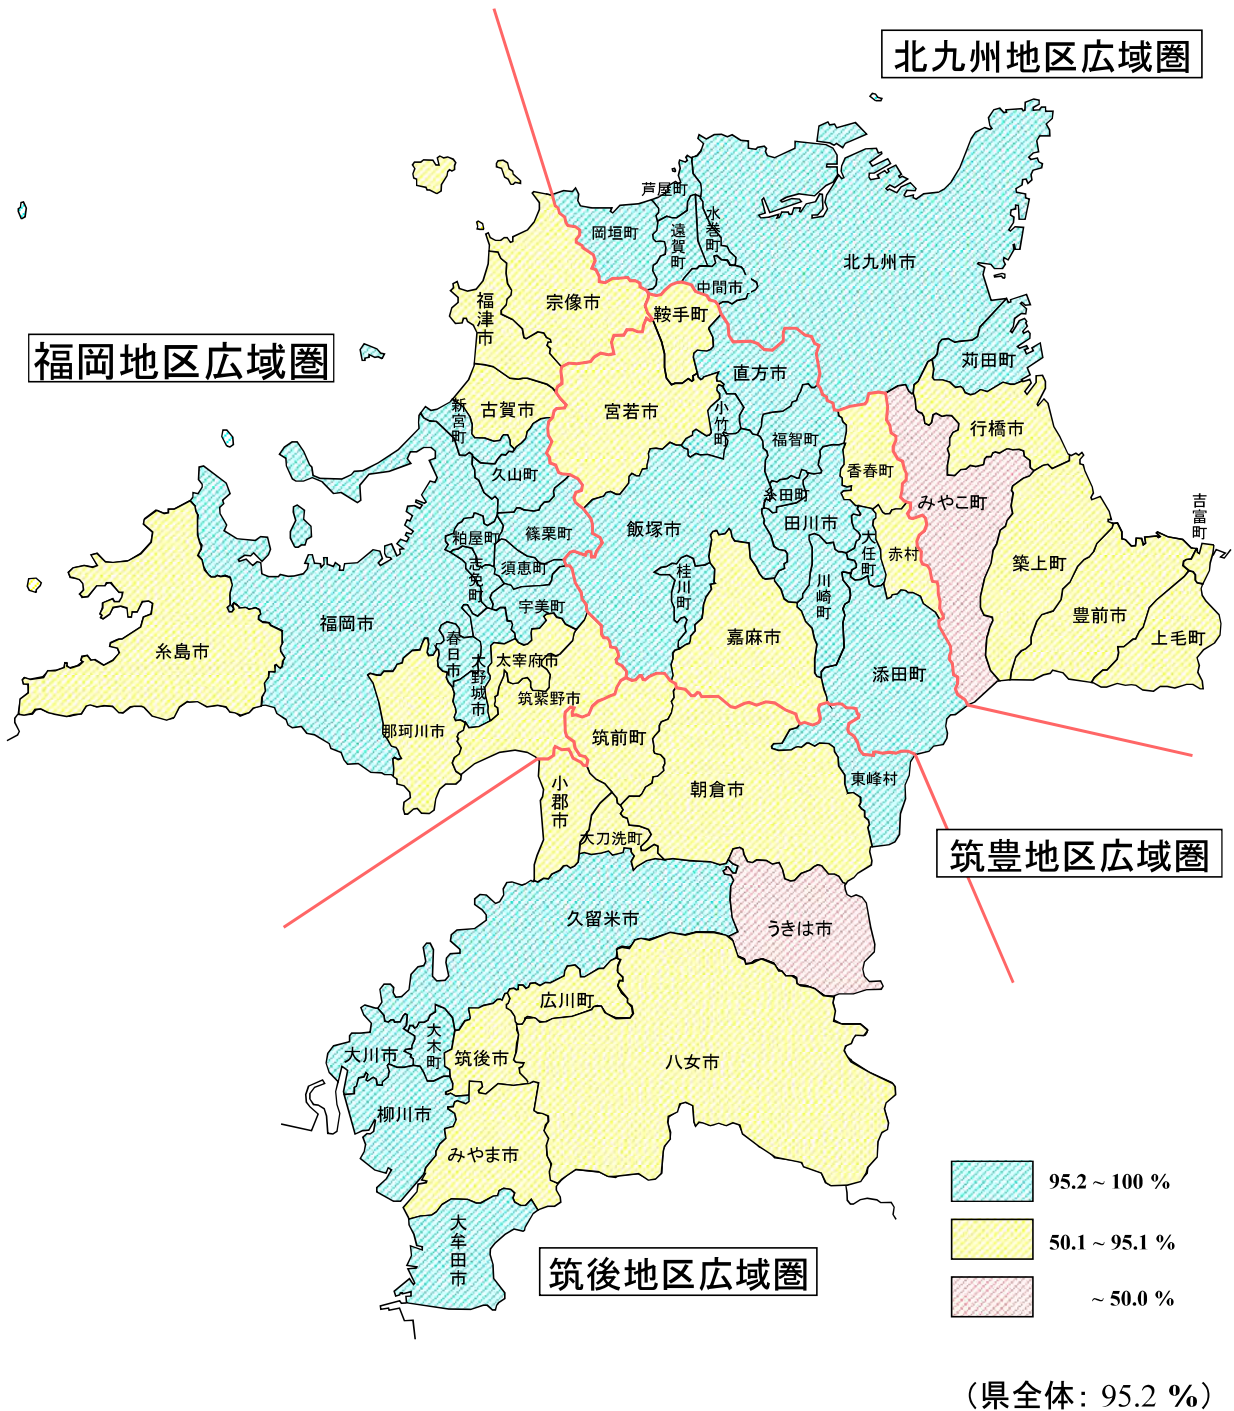 北九州地区広域圏
福岡地区広域圏
芦屋町
岡垣町
遠賀町
水巻町
北九州市
中間市
宗像市
福津市
鞍手町
苅田町
直方市
新宮町
古賀市
宮若市
小竹町
行橋市
福智町
香春町
久山町
糸田町
みやこ町
吉富町
飯塚市
田川市
粕屋町
篠栗町
大任町
赤村
志免町
須恵町
桂川町
川崎町
築上町
宇美町
豊前市
福岡市
嘉麻市
上毛町
糸島市
春日市
大野城市
太宰府市
添田町
筑紫野市
那珂川市
筑前町
東峰村
小郡市
朝倉市
大刀洗町
筑豊地区広域圏
久留米市
うきは市
広川町
大川市
大木町
筑後市
八女市
柳川市
みやま市
大牟田市
筑後地区広域圏
95.2 ~ 100 %
50.1 ~ 95.1 %
~ 50.0 %
（県全体： 95.2 %）